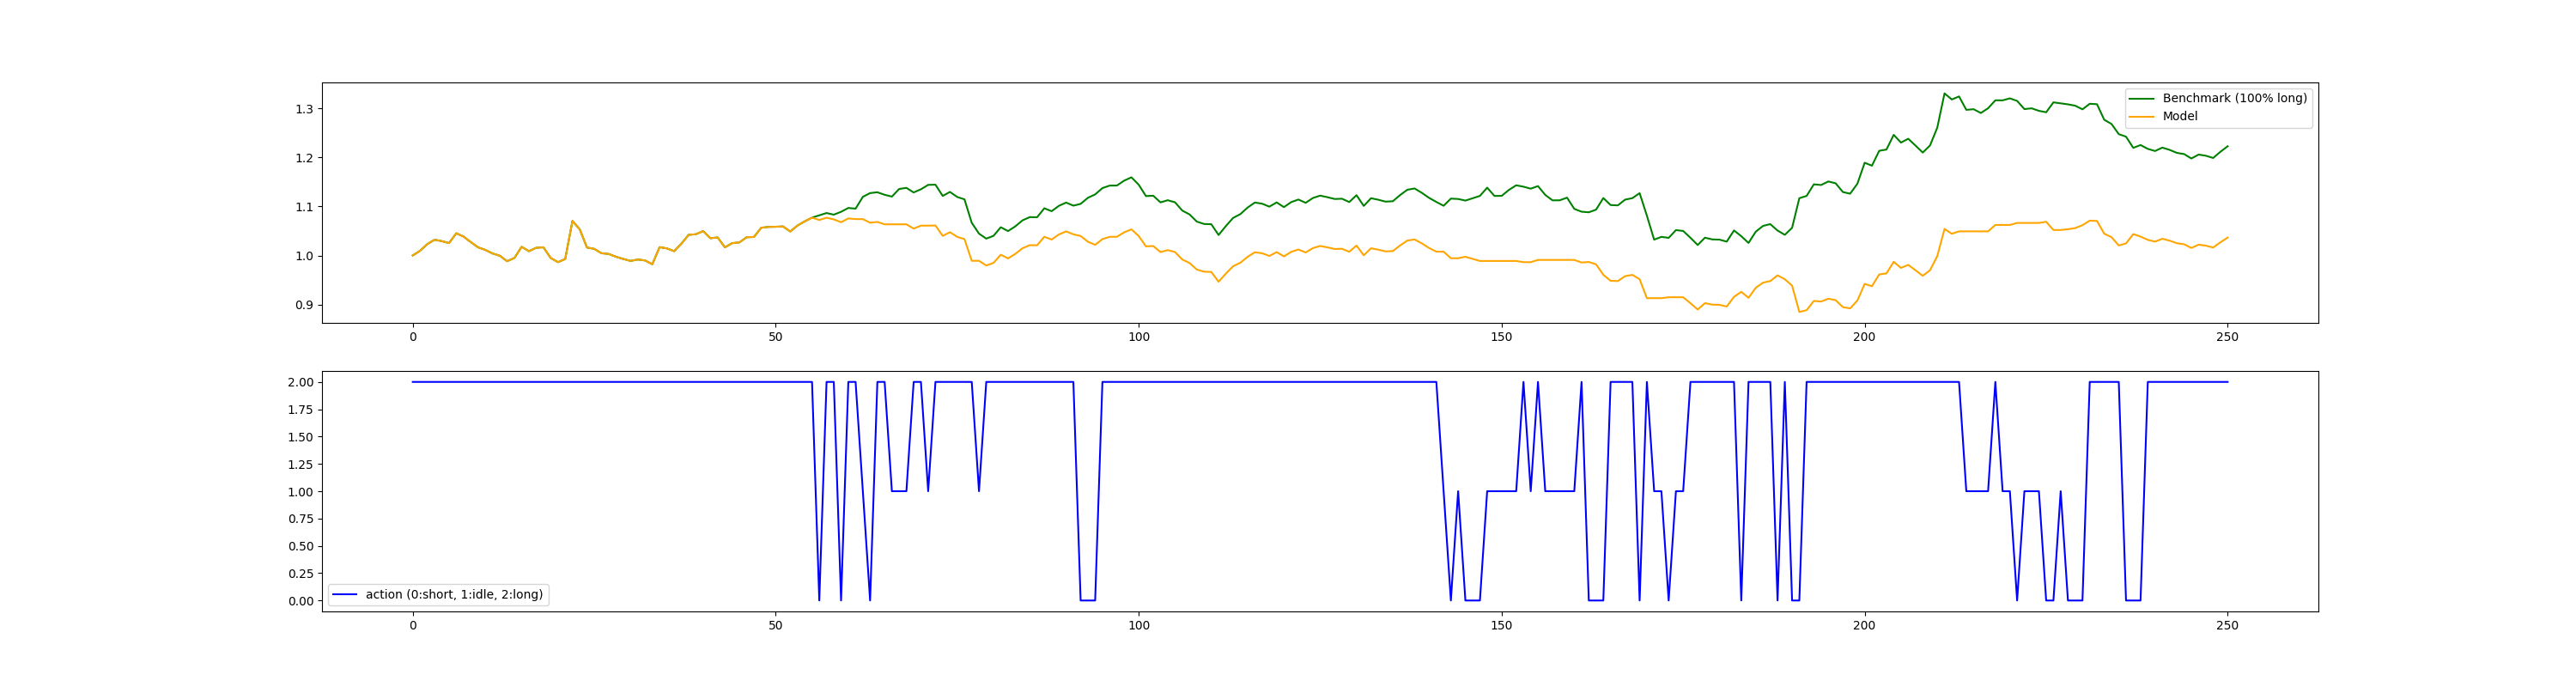 1.3
1.2
1.1
1.0
0.9
Benchmark (100% long)
Model
0 50 100 150 200 250
2.00
1.75
1.50
1.25
1.00
0.75
0.50
0.25
0.00
action (0:short, 1:idle, 2:long)
0 50 100 150 200 250